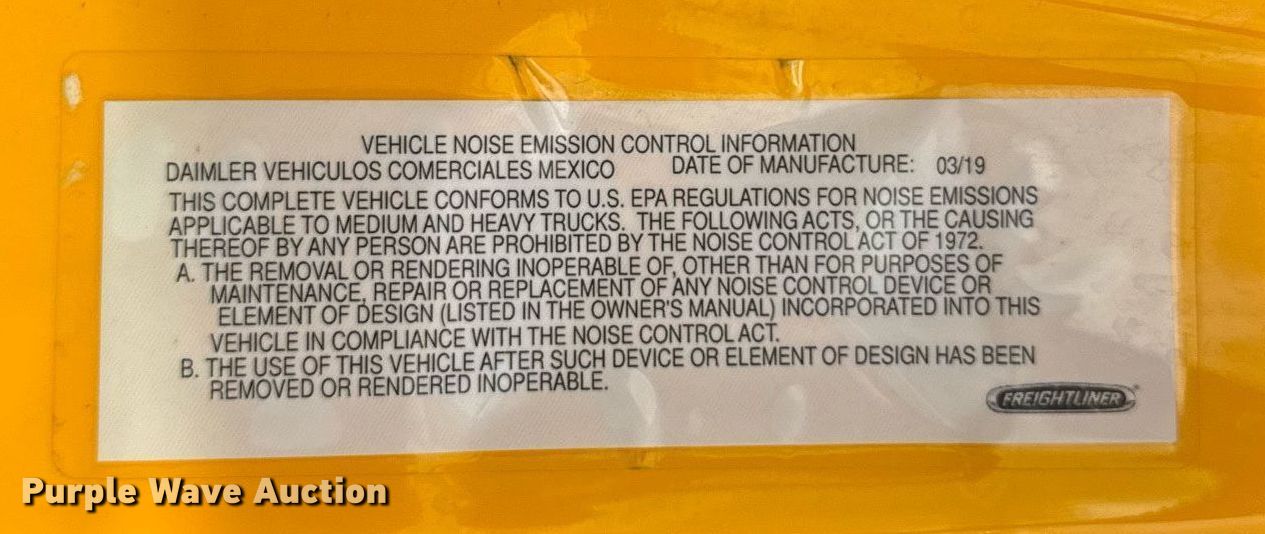 VEHICLE NOISE EMISSION CONTROL INFORMATION
DAIMLER VEHICULOS COMERCIALES MEXICO DATE OF MANUFACTURE: 03/19
THIS COMPLETE VEHICLE CONFORMS TO U.S. EPA REGULATIONS FOR NOISE EMISSIONS
APPLICABLE TO MEDIUM AND HEAVY TRUCKS. THE FOLLOWING ACTS, OR THE CAUSING
THEREOF BY ANY PERSON ARE PROHIBITED BY THE NOISE CONTROL ACT OF 1972.
A. THE REMOVAL OR RENDERING INOPERABLE OF, OTHER THAN FOR PURPOSES OF
MAINTENANCE, REPAIR OR REPLACEMENT OF ANY NOISE CONTROL DEVICE OR
ELEMENT OF DESIGN (LISTED IN THE OWNER'S MANUAL) INCORPORATED INTO THIS
VEHICLE IN COMPLIANCE WITH THE NOISE CONTROL ACT.
B. THE USE OF THIS VEHICLE AFTER SUCH DEVICE OR ELEMENT OF DESIGN HAS BEEN
REMOVED OR RENDERED INOPERABLE.
FREIGHTLINER
Purple Wave Auction